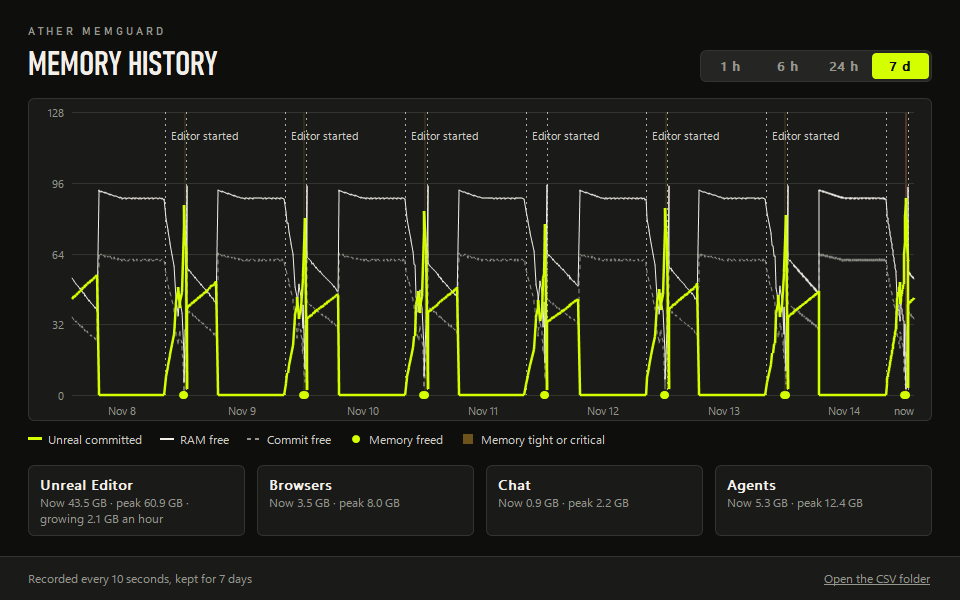 ATHER MEMGUARD
MEMORY HISTORY
1 h 6 h 24 h 7 d
128
Editor started Editor started Editor started Editor started Editor started Editor started
96
64
32
0
Nov 8 Nov 9 Nov 10 Nov 11 Nov 12 Nov 13 Nov 14 now
Unreal committed RAM free Commit free Memory freed Memory tight or critical
Unreal Editor
Now 43.5 GB · peak 60.9 GB ·
growing 2.1 GB an hour
Browsers
Now 3.5 GB · peak 8.0 GB
Chat
Now 0.9 GB · peak 2.2 GB
Agents
Now 5.3 GB · peak 12.4 GB
Recorded every 10 seconds, kept for 7 days
Open the CSV folder